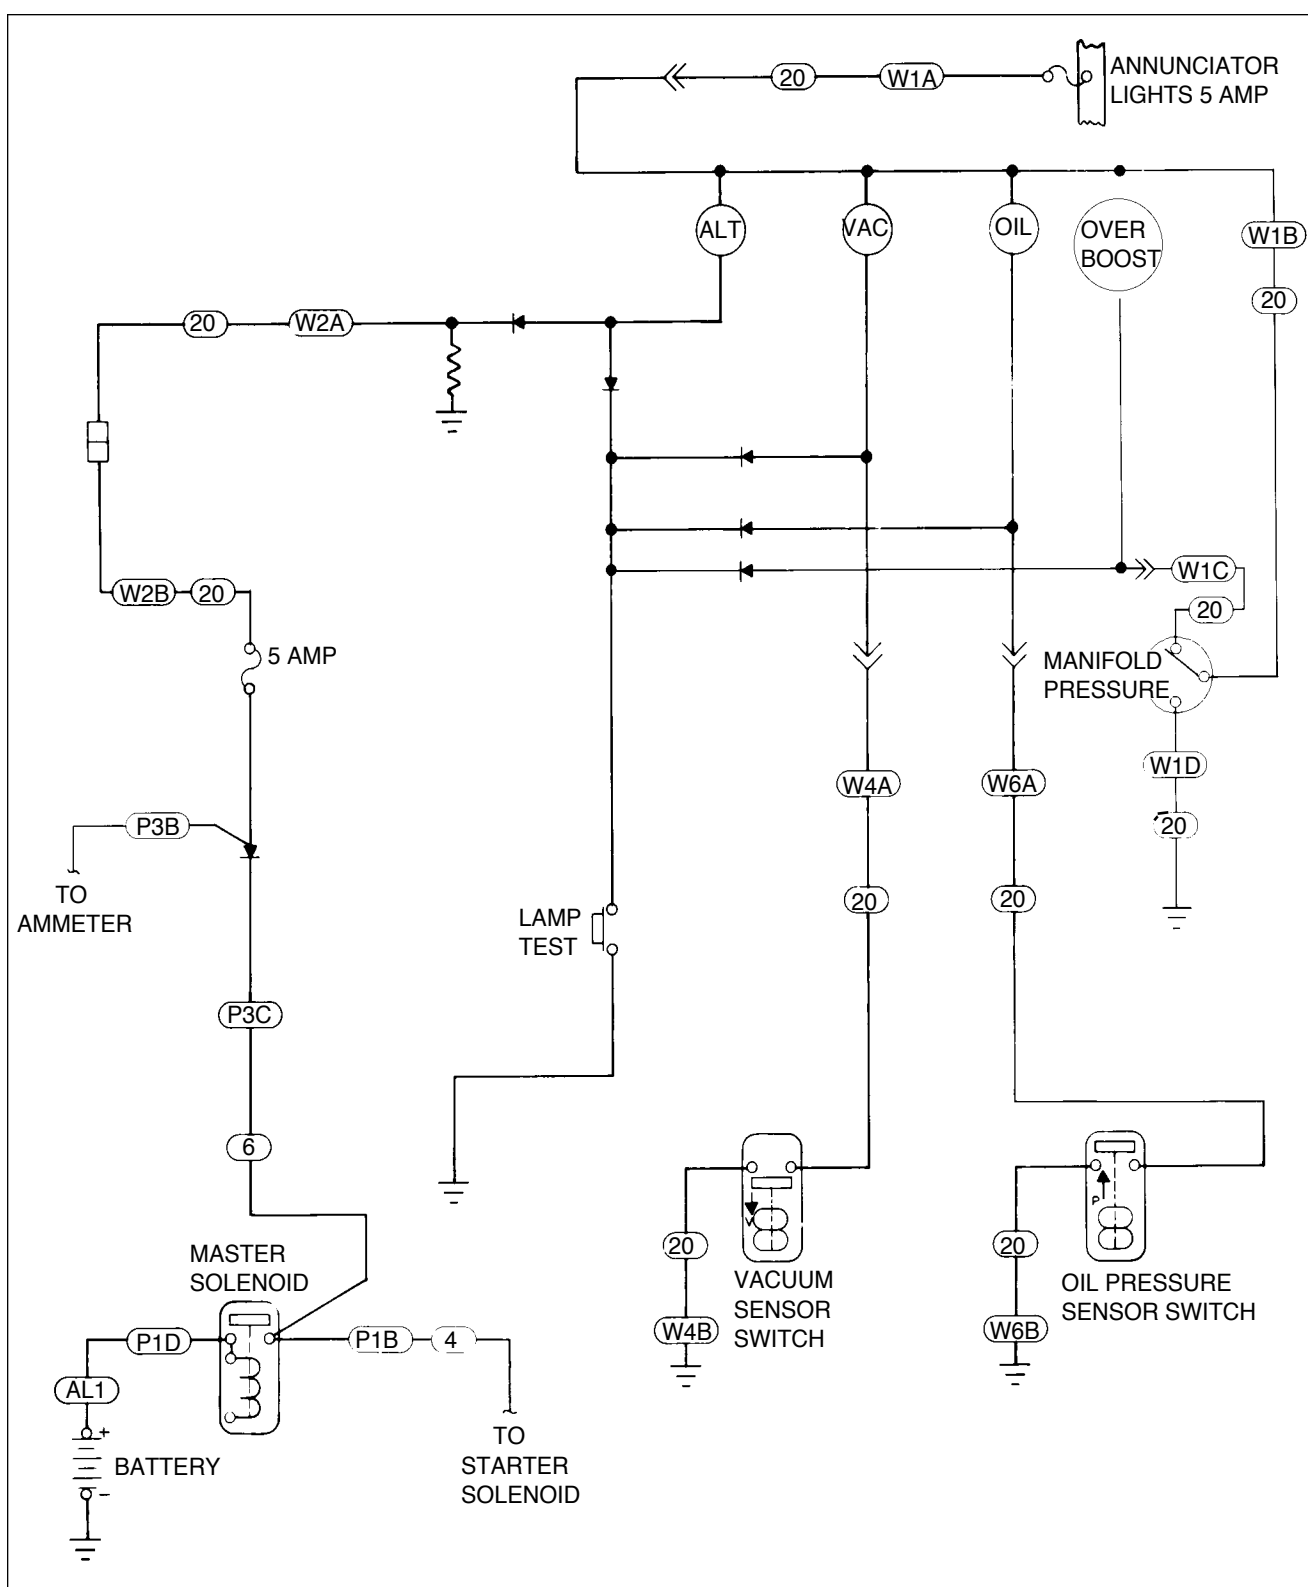 20 W1A
ANNUNCIATOR
LIGHTS 5 AMP
ALT
VAC
OIL
OVER
BOOST
W1B
20
20 W2A
W2B 20
5 AMP
W1C
20
MANIFOLD
PRESSURE
W1D
20
W4A
W6A
P3B
TO
AMMETER
20
20
LAMP
TEST
P3C
6
MASTER
SOLENOID
V
P
20
20
VACUUM
SENSOR
SWITCH
OIL PRESSURE
SENSOR SWITCH
W4B
W6B
P1D
P1B 4
AL1
+
BATTERY
-
TO
STARTER
SOLENOID